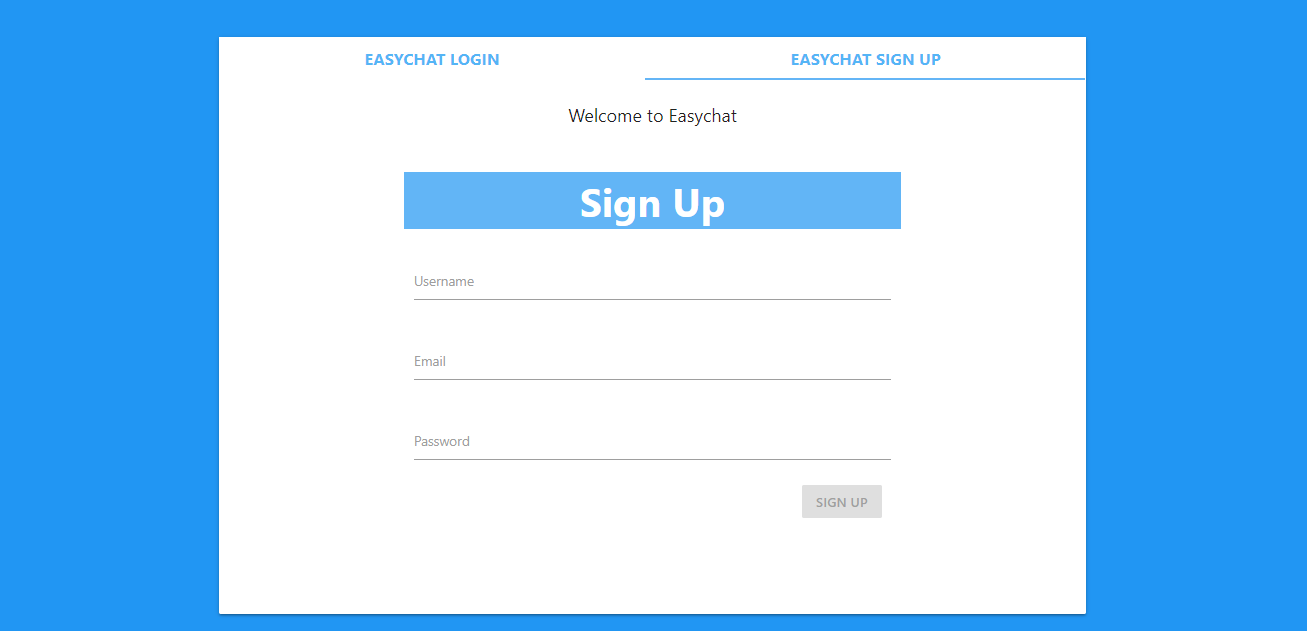 EASYCHAT LOGIN
EASYCHAT SIGN UP
Welcome to Easychat
Sign Up
Username
Email
Password
SIGN UP